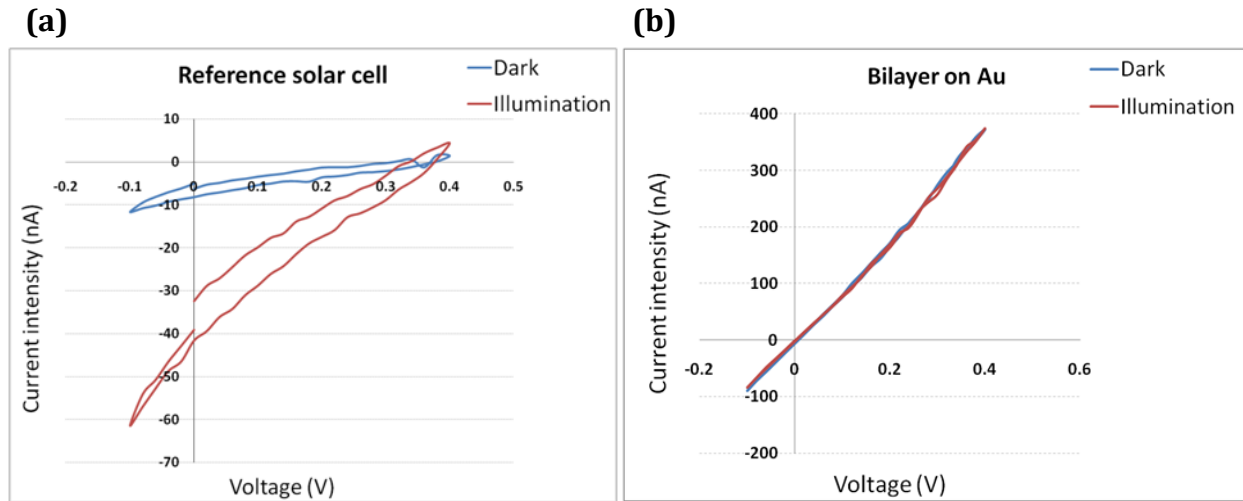 (a)
Reference solar cell
Dark
Illumination
10
0
-10
-20
-30
-40
-50
-60
-70
-0.2
-0.1
0
0.1
0.2
0.3
0.4
0.5
Current intensity (nA)
Voltage (V)
(b)
Bilayer on Au
Dark
Illumination
400
300
200
100
0
-100
-200
-0.2
0
0.2
0.4
0.6
Current intensity (nA)
Voltage (V)